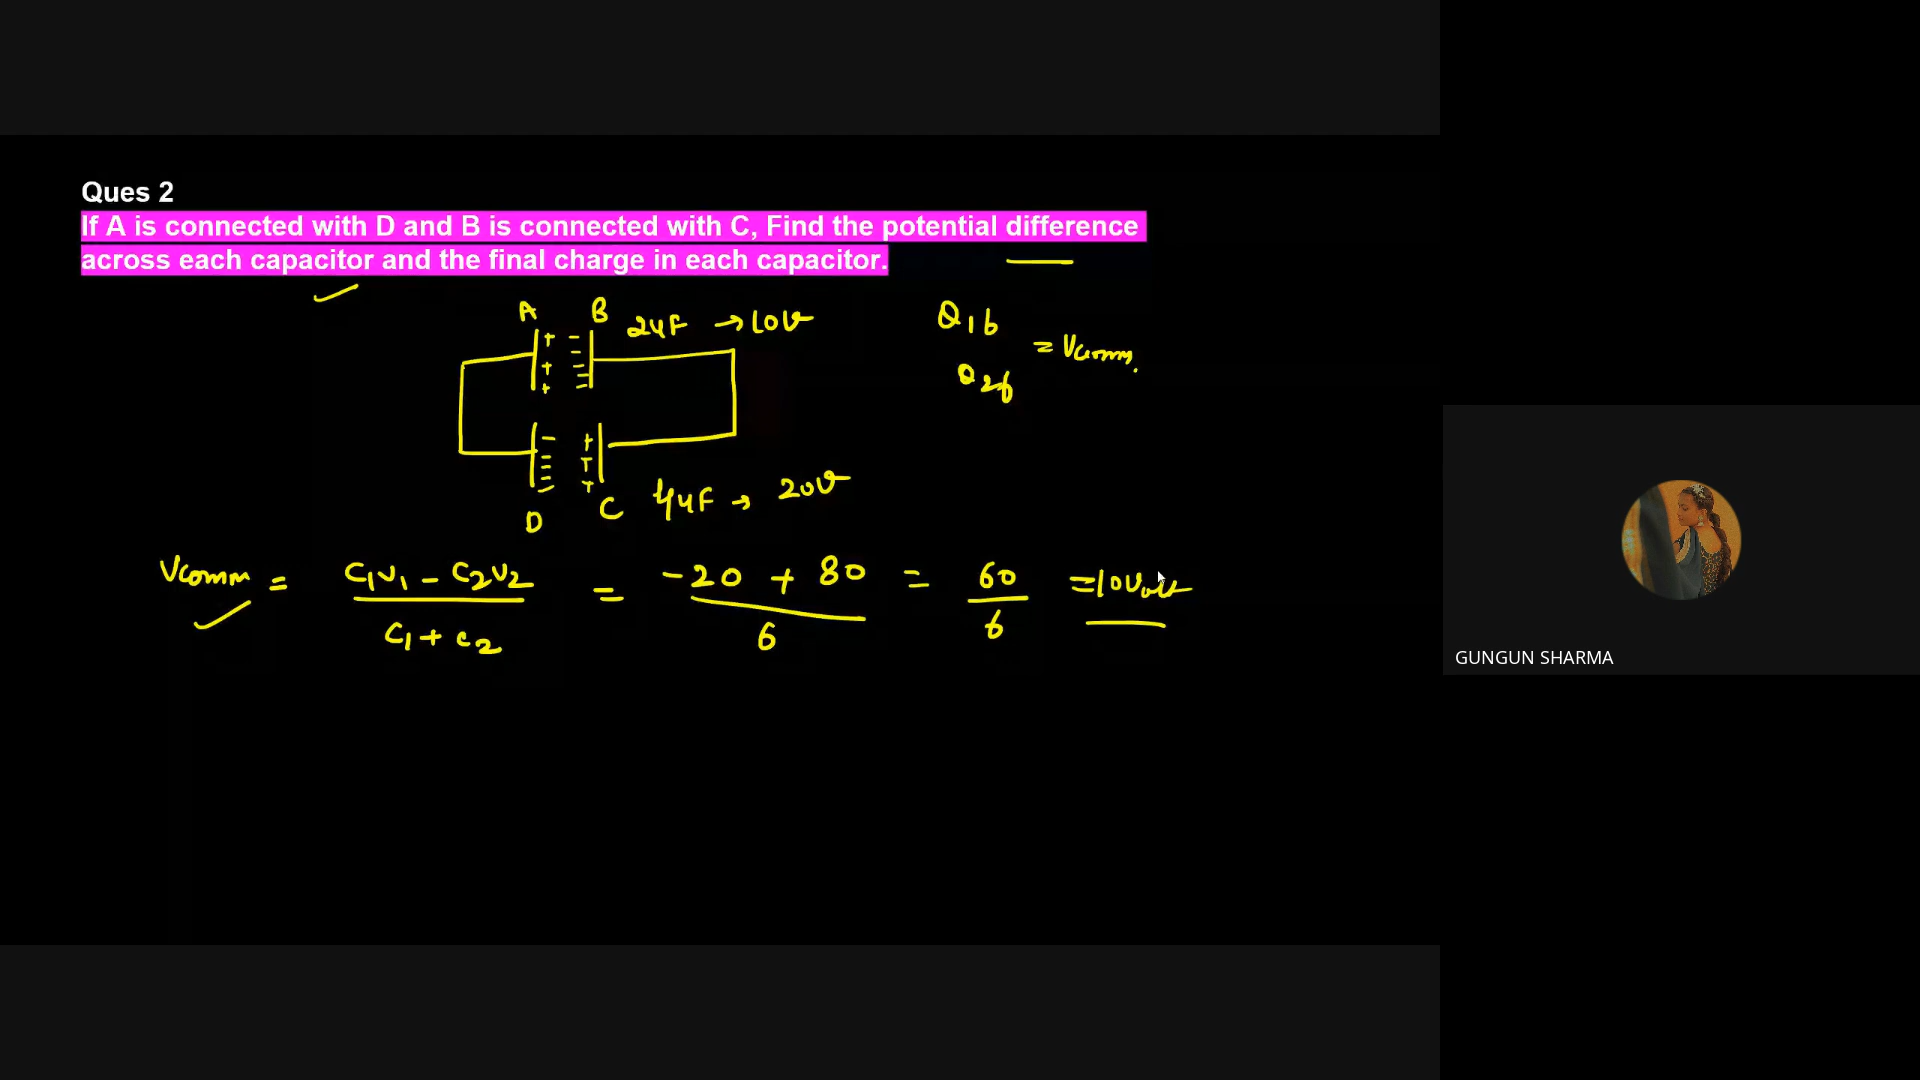 Ques 2
If A is connected with D and B is connected with C, Find the potential difference
across each capacitor and the final charge in each capacitor.
A B 2μF → 10V
Q1f
= Vcomm.
Q2f
D C 4μF → 20V
Vcomm = C1V1 - C2V2 / C1 + C2 = -20 + 80 / 6 = 60 / 6 = 10Volt
GUNGUN SHARMA